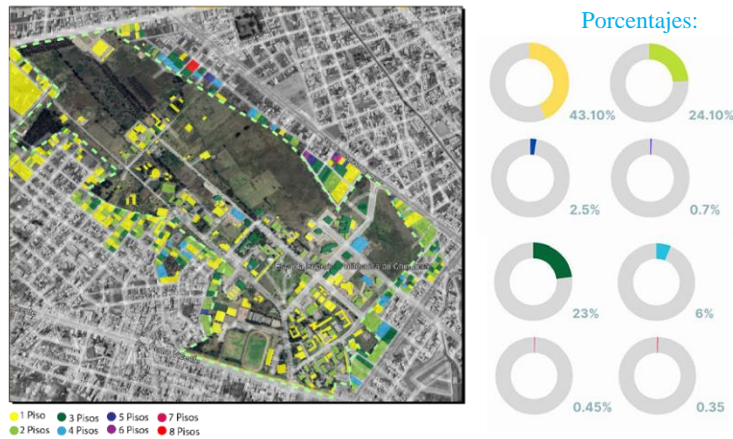 Porcentajes:
43.10%
24.10%
2.5%
0.7%
23%
6%
0.45%
0.35
1 Piso
3 Pisos
5 Pisos
7 Pisos
2 Pisos
4 Pisos
6 Pisos
8 Pisos